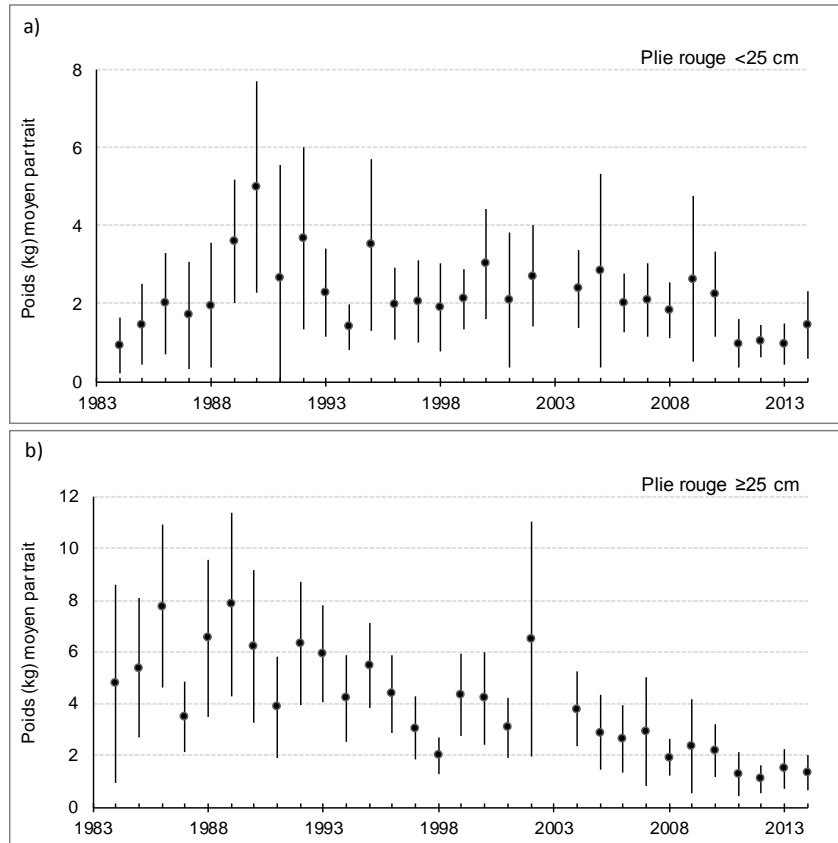 a)
Plie rouge <25 cm
Poids (kg) moyen par trait
8
6
4
2
0
1983 1988 1993 1998 2003 2008 2013
b)
Plie rouge ≥25 cm
Poids (kg) moyen par trait
12
10
8
6
4
2
0
1983 1988 1993 1998 2003 2008 2013